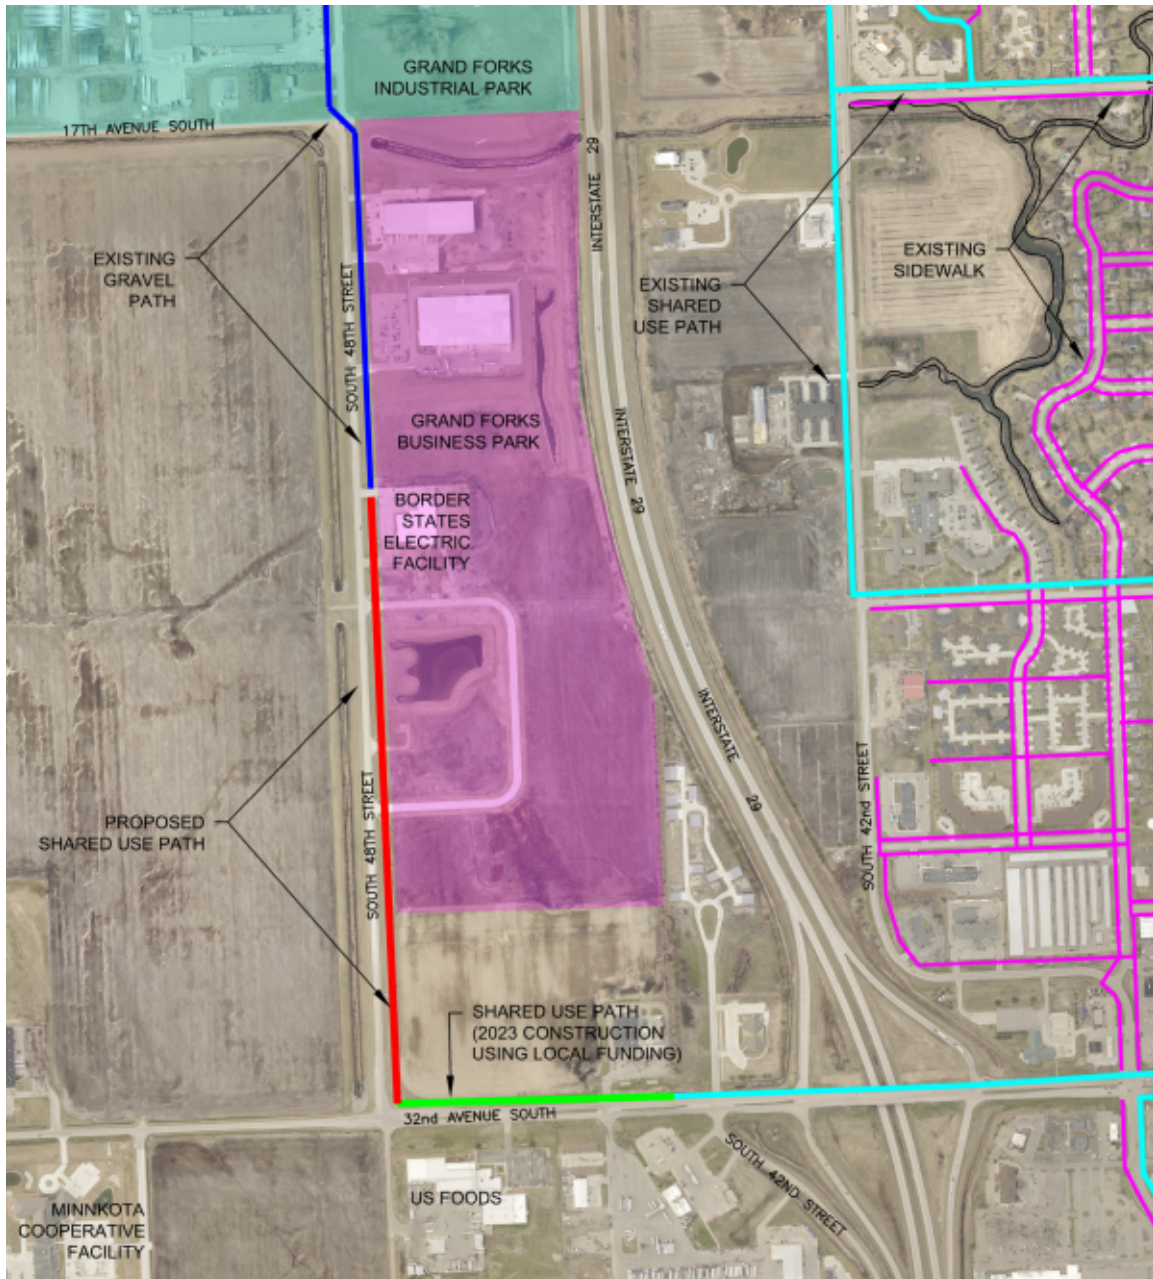 GRAND FORKS
INDUSTRIAL PARK
17TH AVENUE SOUTH
INTERSTATE 29
EXISTING
GRAVEL
PATH
SOUTH 48TH STREET
EXISTING
SHARED
USE PATH
EXISTING
SIDEWALK
GRAND FORKS
BUSINESS PARK
INTERSTATE 29
BORDER
STATES
ELECTRIC
FACILITY
INTERSTATE 29
PROPOSED
SHARED USE PATH
SOUTH 48TH STREET
SOUTH 42nd STREET
SHARED USE PATH
(2023 CONSTRUCTION
USING LOCAL FUNDING)
32nd AVENUE SOUTH
SOUTH 42ND STREET
US FOODS
MINNKOTA
COOPERATIVE
FACILITY